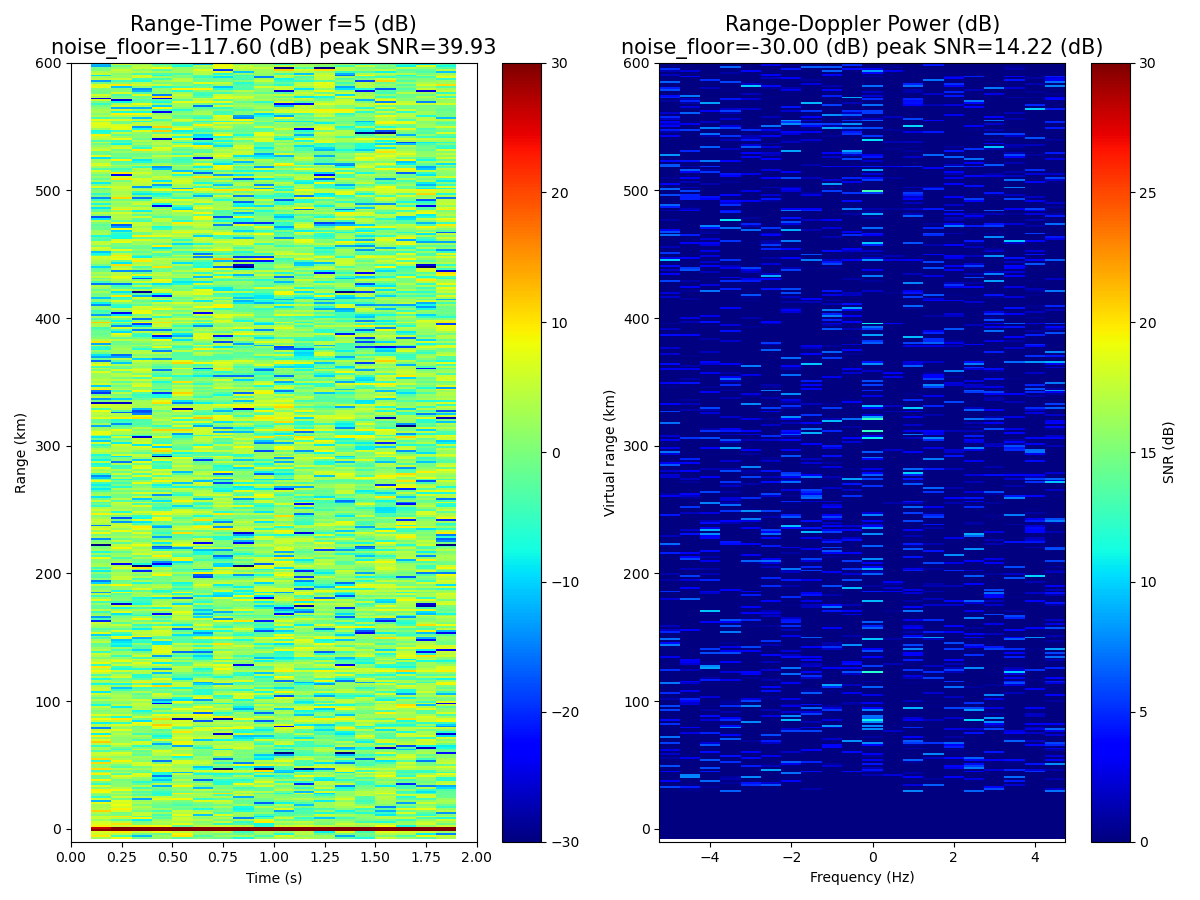 Range-Time Power f=5 (dB)
noise_floor=-117.60 (dB) peak SNR=39.93
600
500
400
300
200
100
0
Range (km)
0.00 0.25 0.50 0.75 1.00 1.25 1.50 1.75 2.00
Time (s)
30
20
10
0
−10
−20
−30
Range-Doppler Power (dB)
noise_floor=-30.00 (dB) peak SNR=14.22 (dB)
600
500
400
300
200
100
0
Virtual range (km)
−4 −2 0 2 4
Frequency (Hz)
30
25
20
15
10
5
0
SNR (dB)